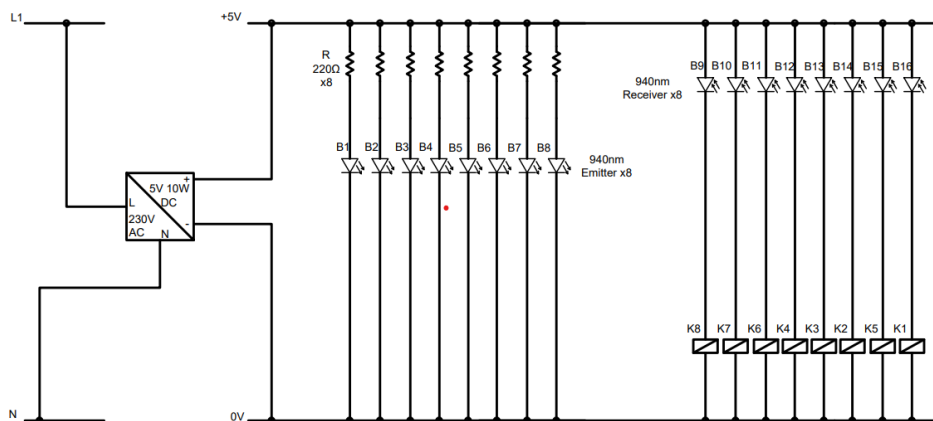 L1
+5V
R
220Ω
x8
B1 B2 B3 B4 B5 B6 B7 B8
940nm
Emitter x8
940nm
Receiver x8
B9 B10 B11 B12 B13 B14 B15 B16
+
5V 10W
L
DC
230V
-
AC
N
K8 K7 K6 K4 K3 K2 K5 K1
N
0V